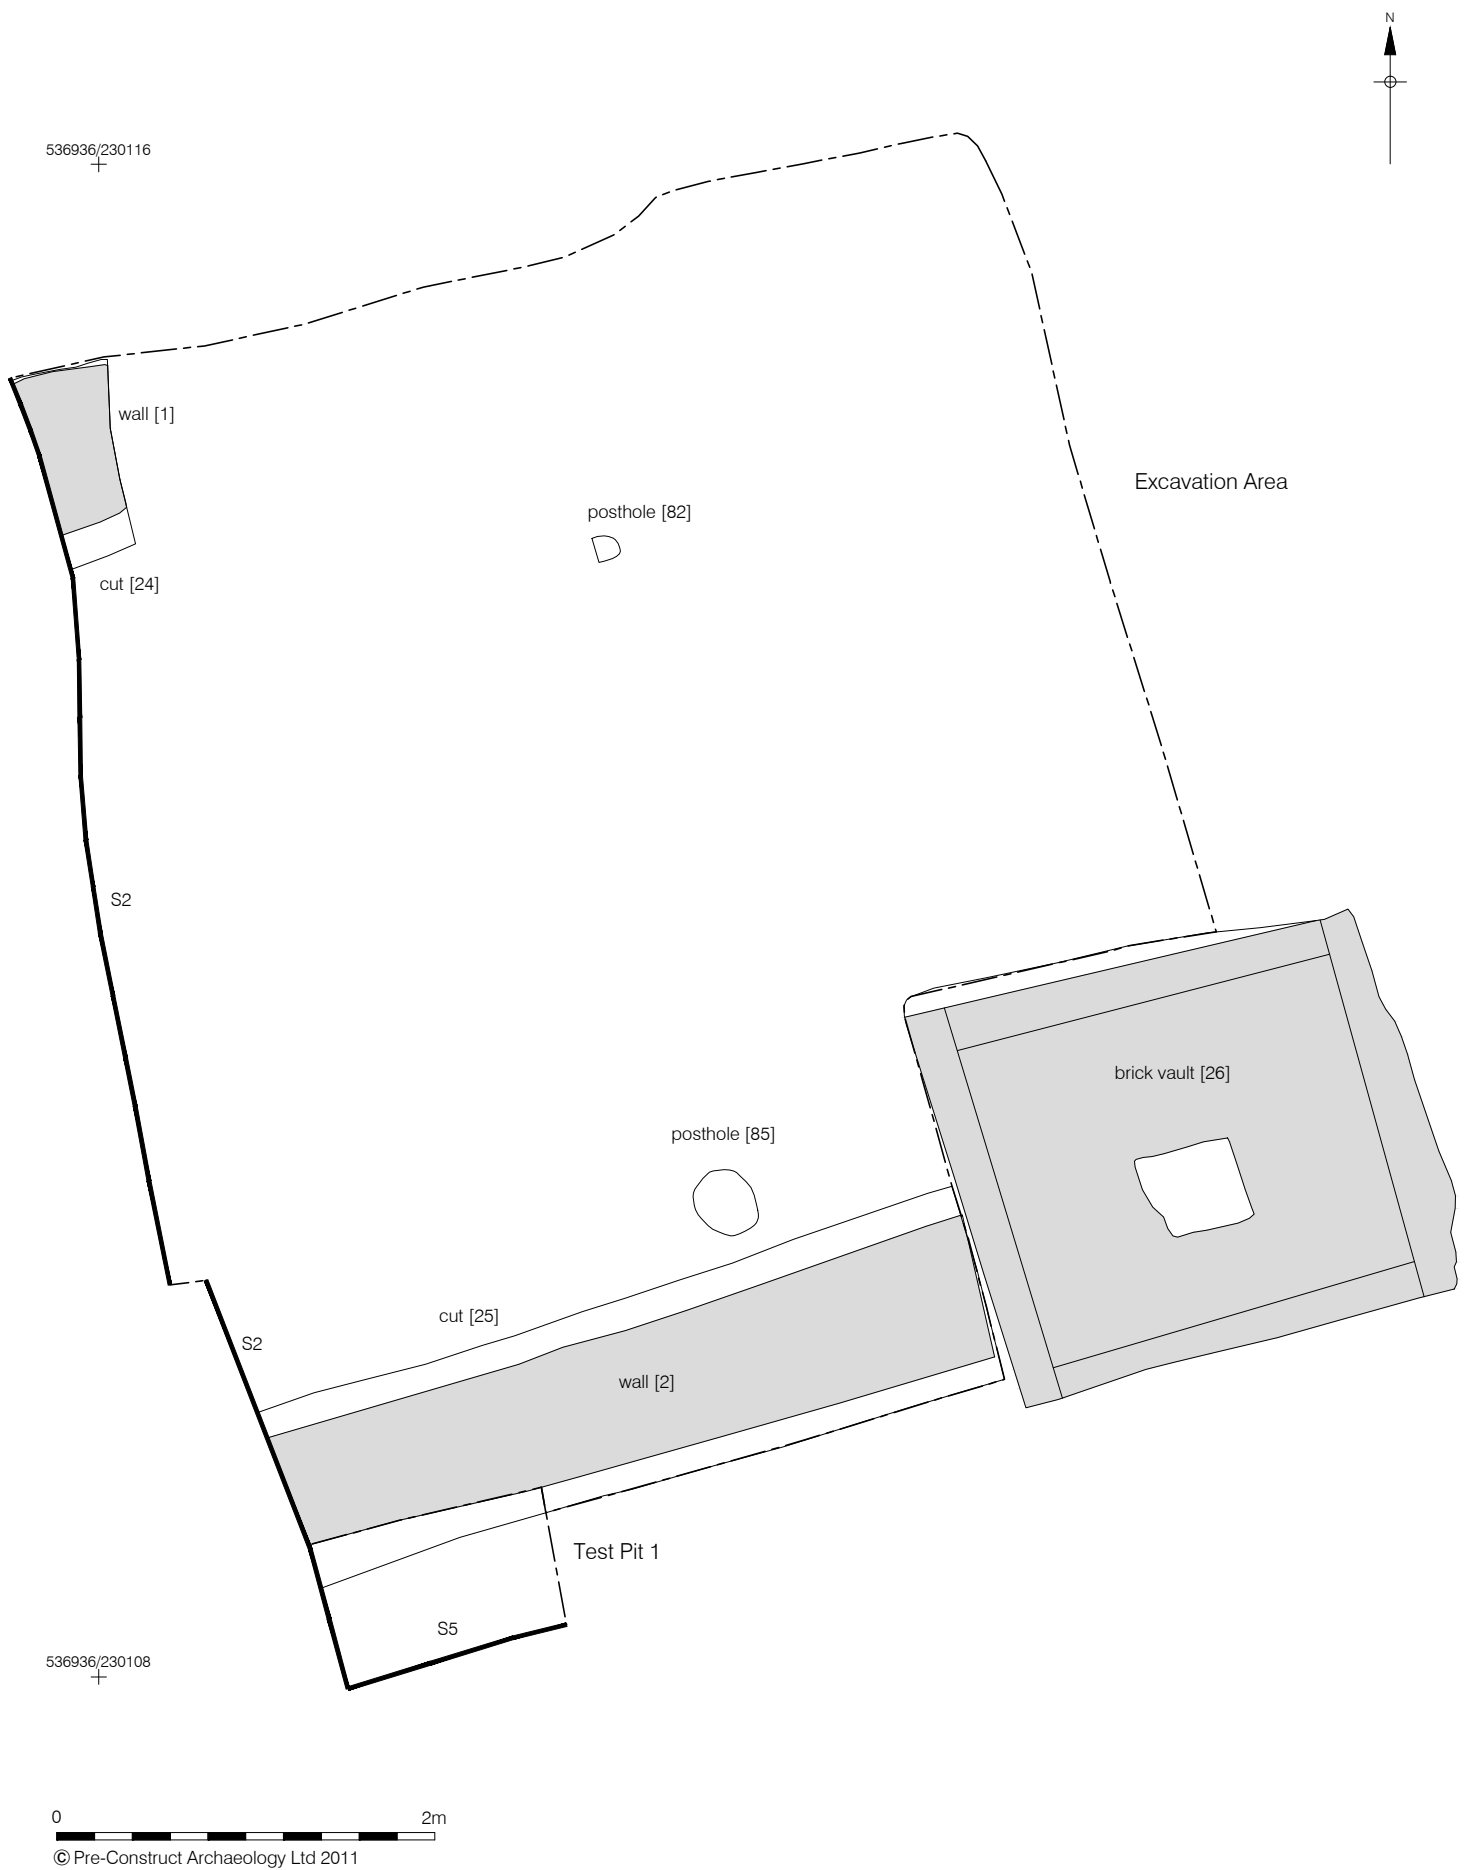 N
536936/230116
wall [1]
Excavation Area
posthole [82]
cut [24]
S2
brick vault [26]
posthole [85]
cut [25]
S2
wall [2]
Test Pit 1
S5
536936/230108
0 2m
© Pre-Construct Archaeology Ltd 2011